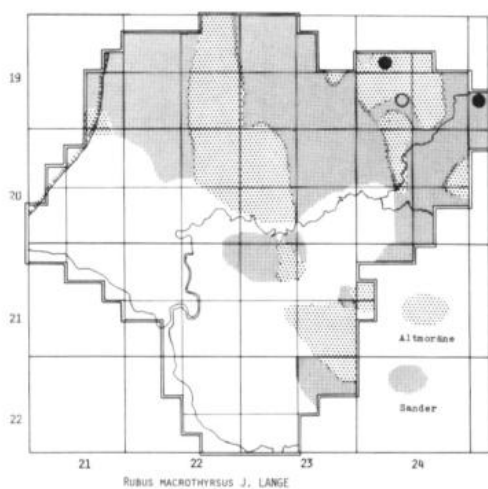 19
20
21
22
Altmoräne
Sander
21 22 23 24
RUBUS MACROTHYRSUS J. LANGE